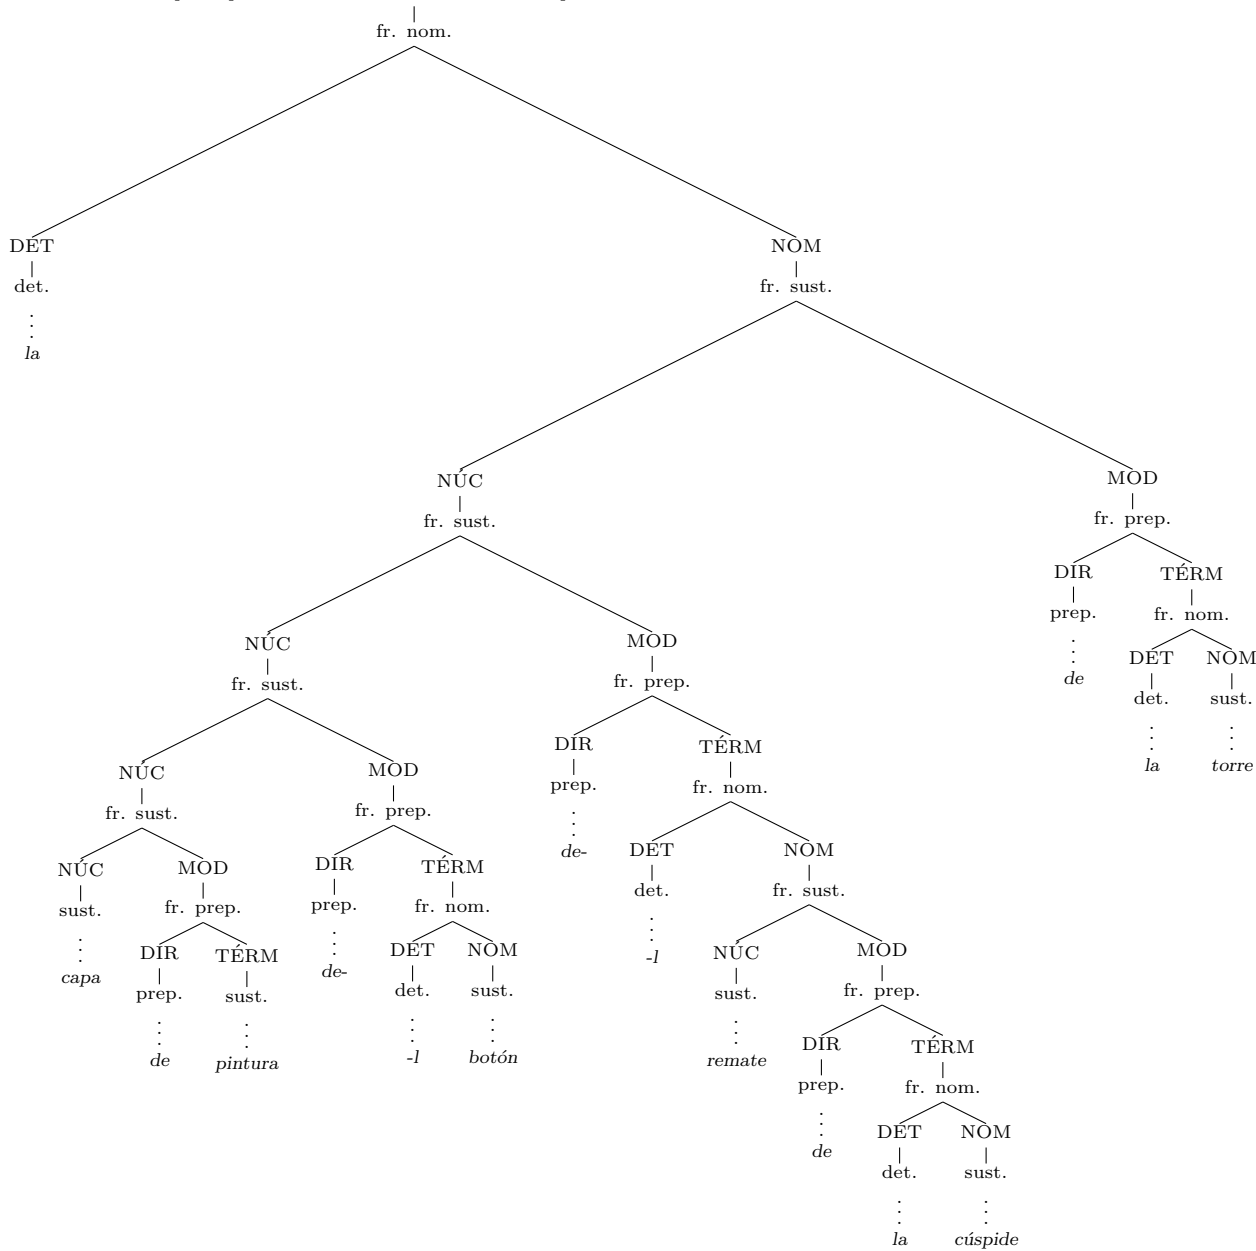 fr. nom.
DET NOM
det. fr. sust.
la
NÚC MOD
fr. sust. fr. prep.
DIR TÉRM
prep. fr. nom.
NÚC MOD
fr. sust. fr. prep.
DET NOM
det. sust.
de
la torre
DIR TÉRM
prep. fr. nom.
NÚC MOD
fr. sust. fr. prep.
de-
DET NOM
det. fr. sust.
NÚC MOD DIR TÉRM
sust. fr. prep. prep. fr. nom.
capa
DIR TÉRM
prep. sust.
de-
DET NOM
det. sust.
-l
NÚC MOD
sust. fr. prep.
de pintura
-l botón
remate
DIR TÉRM
prep. fr. nom.
de
DET NOM
det. sust.
la cúspide